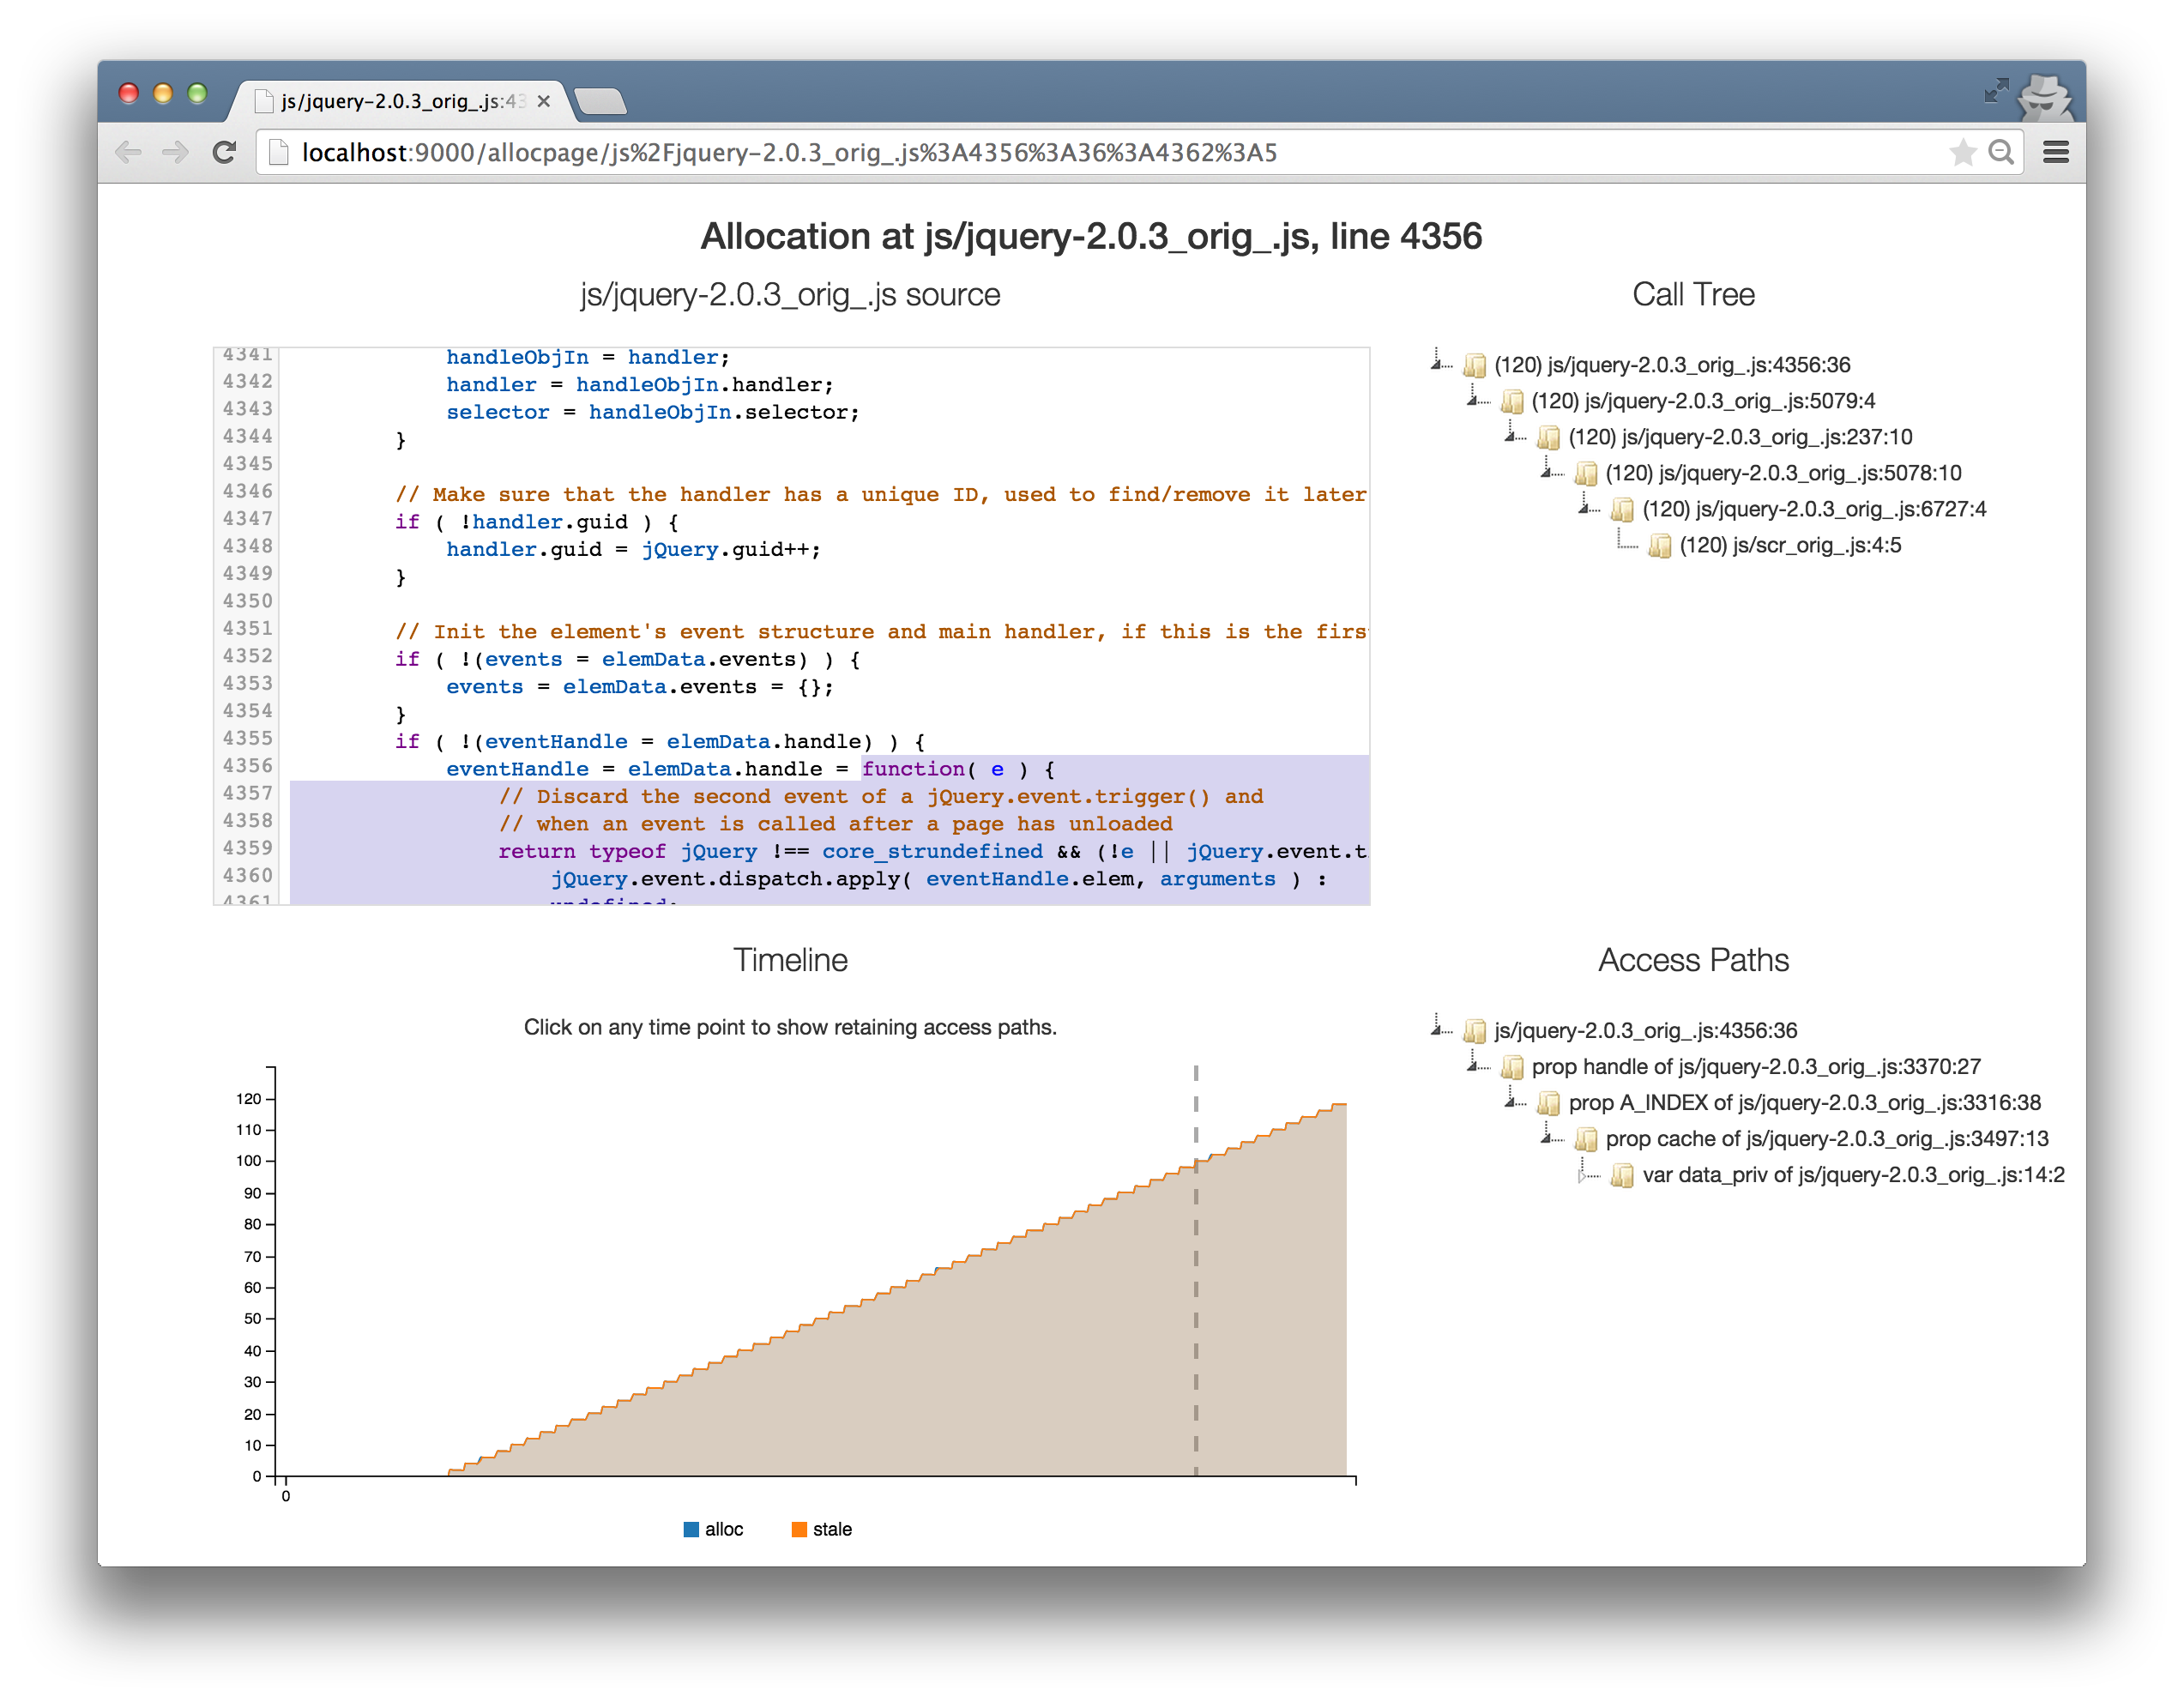 js/jquery-2.0.3_orig_.js:43
localhost:9000/allocpage/js%2Fjquery-2.0.3_orig_.js%3A4356%3A36%3A4362%3A5
Allocation at js/jquery-2.0.3_orig_.js, line 4356
js/jquery-2.0.3_orig_.js source
4341 handleObjIn = handler;
4342 handler = handleObjIn.handler;
4343 selector = handleObjIn.selector;
4344 }
4345
4346 // Make sure that the handler has a unique ID, used to find/remove it later
4347 if ( !handler.guid ) {
4348 handler.guid = jQuery.guid++;
4349 }
4350
4351 // Init the element's event structure and main handler, if this is the firs
4352 if ( !(events = elemData.events) ) {
4353 events = elemData.events = {};
4354 }
4355 if ( !(eventHandle = elemData.handle) ) {
4356 eventHandle = elemData.handle = function( e ) {
4357 // Discard the second event of a jQuery.event.trigger() and
4358 // when an event is called after a page has unloaded
4359 return typeof jQuery !== core_strundefined && (!e || jQuery.event.t
4360 jQuery.event.dispatch.apply( eventHandle.elem, arguments ) :
4361 undefined;
Call Tree
(120) js/jquery-2.0.3_orig_.js:4356:36
(120) js/jquery-2.0.3_orig_.js:5079:4
(120) js/jquery-2.0.3_orig_.js:237:10
(120) js/jquery-2.0.3_orig_.js:5078:10
(120) js/jquery-2.0.3_orig_.js:6727:4
(120) js/scr_orig_.js:4:5
Timeline
Click on any time point to show retaining access paths.
120
110
100
90
80
70
60
50
40
30
20
10
0
0
alloc
stale
Access Paths
js/jquery-2.0.3_orig_.js:4356:36
prop handle of js/jquery-2.0.3_orig_.js:3370:27
prop A_INDEX of js/jquery-2.0.3_orig_.js:3316:38
prop cache of js/jquery-2.0.3_orig_.js:3497:13
var data_priv of js/jquery-2.0.3_orig_.js:14:2